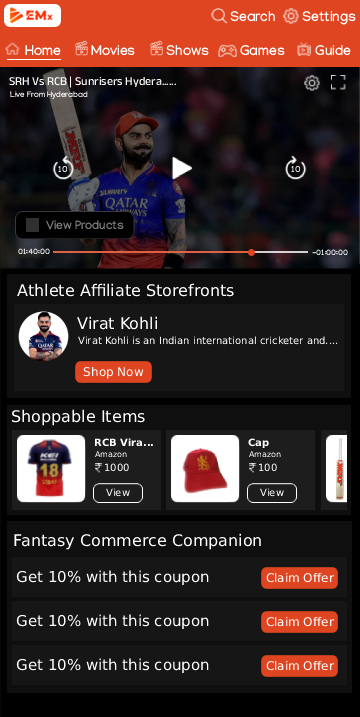 EMx
Search
Settings
Home
Movies
Shows
Games
Guide
SRH Vs RCB | Sunrisers Hydera......
Live From Hyderabad
10
10
QATAR
AIRWAYS
View Products
01:40:00
-01:00:00
Athlete Affiliate Storefronts
Virat Kohli
Virat Kohli is an Indian international cricketer and....
Shop Now
Shoppable Items
KEI
18
RCB Vira...
Amazon
₹1000
View
Cap
Amazon
₹100
View
Fantasy Commerce Companion
Get 10% with this coupon
Claim Offer
Get 10% with this coupon
Claim Offer
Get 10% with this coupon
Claim Offer